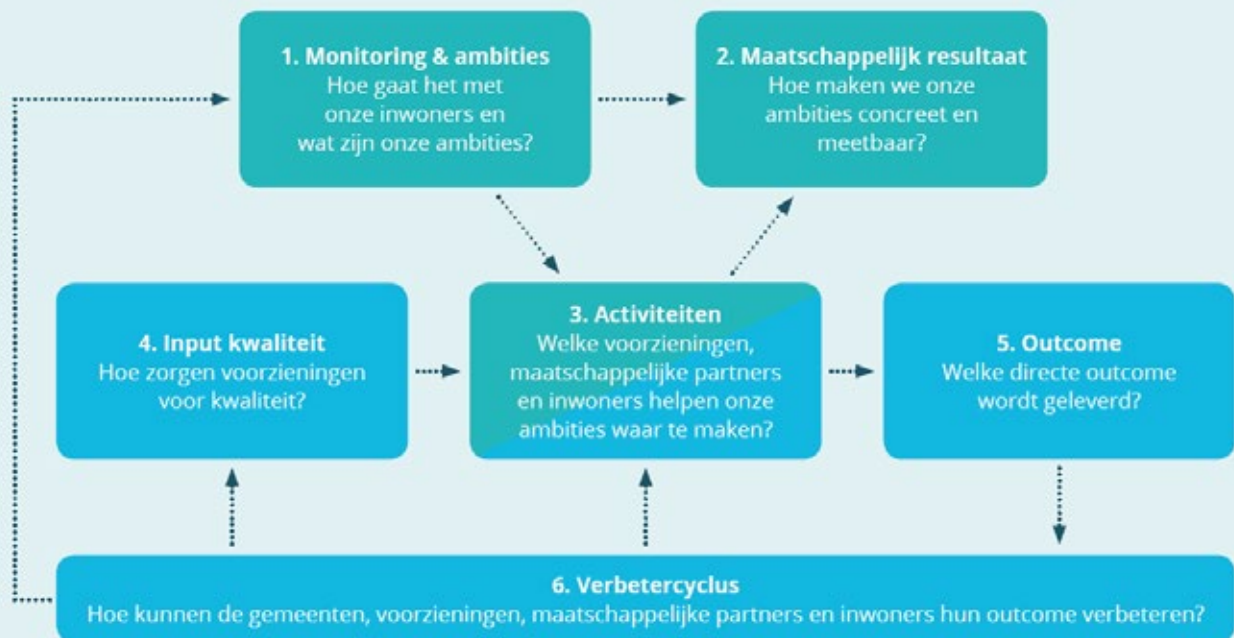 1. Monitoring & ambities
Hoe gaat het met
onze inwoners en
wat zijn onze ambities?
2. Maatschappelijk resultaat
Hoe maken we onze
ambities concreet en
meetbaar?
4. Input kwaliteit
Hoe zorgen voorzieningen
voor kwaliteit?
3. Activiteiten
Welke voorzieningen,
maatschappelijke partners
en inwoners helpen onze
ambities waar te maken?
5. Outcome
Welke directe outcome
wordt geleverd?
6. Verbetercyclus
Hoe kunnen de gemeenten, voorzieningen, maatschappelijke partners en inwoners hun outcome verbeteren?